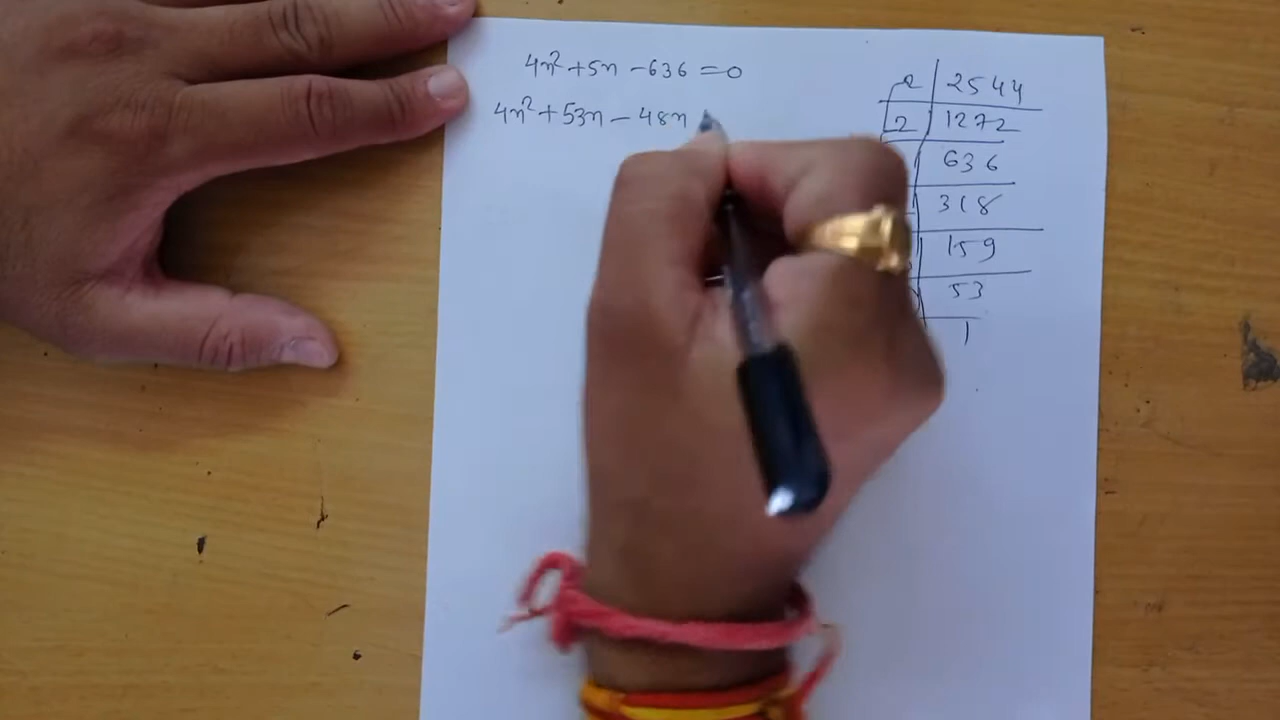 4n² + 5n - 636 = 0
4n² + 53n - 48n
2 | 2544
2 | 1272
636
318
159
53
1